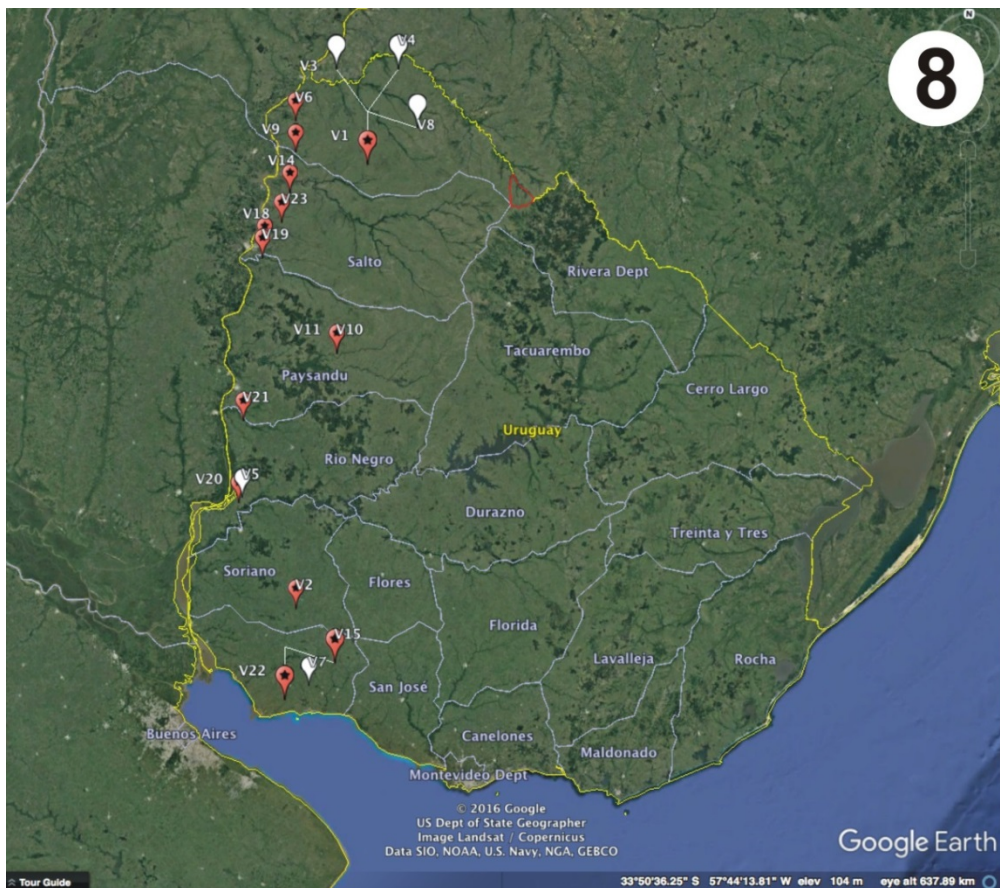 8
N
V3
V4
V6
V8
V9
V1
V14
V23
V18
V19
Salto
Rivera Dept
V11
V10
Tacuarembo
Paysandu
Cerro Largo
V21
Uruguay
Rio Negro
V20
V5
Durazno
Treinta y Tres
Soriano
Flores
V2
Florida
V15
Lavalleja
Rocha
V7
V22
San José
Buenos Aires
Canelones
Maldonado
Montevideo Dept
© 2016 Google
US Dept of State Geographer
Image Landsat / Copernicus
Data SIO, NOAA, U.S. Navy, NGA, GEBCO
Google Earth
Tour Guide
33°50'36.25" S 57°44'13.81" W elev 104 m eye alt 637.89 km